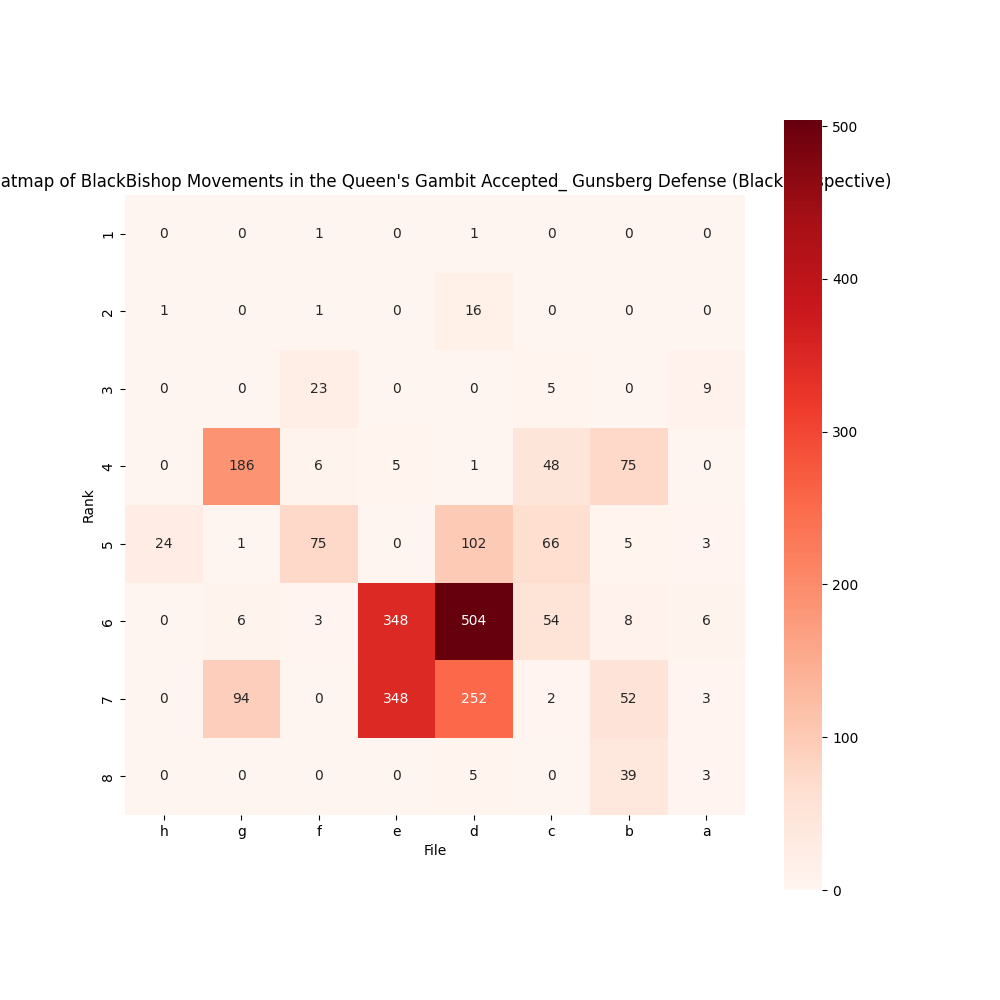 500
atmap of BlackBishop Movements in the Queen's Gambit Accepted_ Gunsberg Defense (Black spective)
1 0 0 1 0 1 0 0 0
2 1 0 1 0 16 0 0 0
400
3 0 0 23 0 0 5 0 9
300
4 0 186 6 5 1 48 75 0
Rank
5 24 1 75 0 102 66 5 3
200
6 0 6 3 348 504 54 8 6
7 0 94 0 348 252 2 52 3
100
8 0 0 0 0 5 0 39 3
h g f e d c b a
File
0